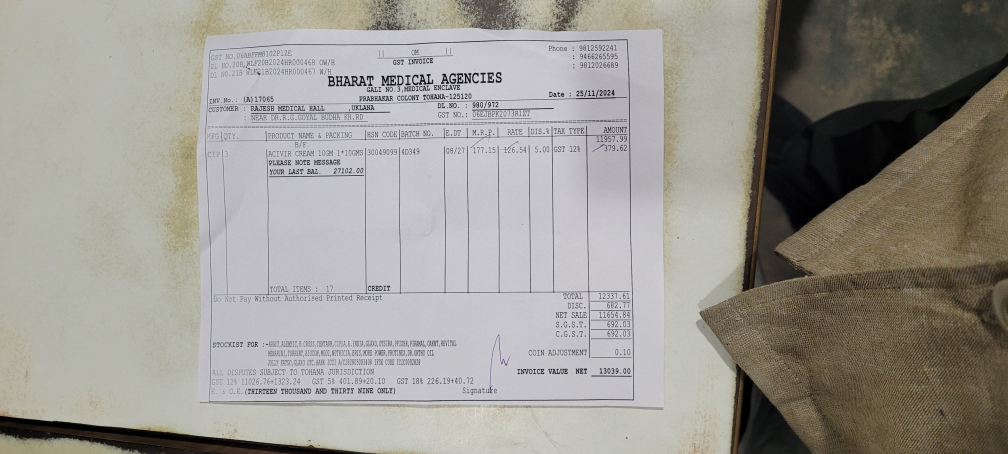 GST NO.06ABFPM8302P1ZE || OM || Phone : 9812592241
DL NO.20B WLF20B2024HR000468 OW/B GST INVOICE : 9466265595
DL NO.21B WLF21B2024HR000467 W/H : 9812026689
BHARAT MEDICAL AGENCIES
GALI NO.3,MEDICAL ENCLAVE
INV.No.: (A)17065 PRABHAKAR COLONY TOHANA-125120 Date : 25/11/2024
CUSTOMER : RAJESH MEDICAL HALL ,UKLANA DL.NO. : 980/972
: NEAR DR.R.G.GOYAL BUDHA KH.RD GST NO.:
MFG QTY. PRODUCT NAME & PACKING HSN CODE BATCH NO. E.DT M.R.P. RATE DIS.% TAX TYPE AMOUNT
B/F 11957.99
CIP 3 ACIVIR CREAM 10GM 1*10GMS 30049099 4D349 08/27 177.15 126.54 5.00 GST 12% 379.62
PLEASE NOTE MESSAGE
YOUR LAST BAL. 27102.00
TOTAL ITEMS : 17 CREDIT
Do Not Pay Without Authorised Printed Receipt TOTAL 12337.61
DISC. 682.77
NET SALE 11654.84
S.G.S.T. 692.03
C.G.S.T. 692.03
STOCKIST FOR :-
COIN ADJUSTMENT 0.10
ALL DISPUTES SUBJECT TO TOHANA JURISDICTION INVOICE VALUE NET 13039.00
GST 12% 11026.76+1323.24 GST 5% 401.89+20.10 GST 18% 226.19+40.72
E. & O.E. (THIRTEEN THOUSAND AND THIRTY NINE ONLY) Signature